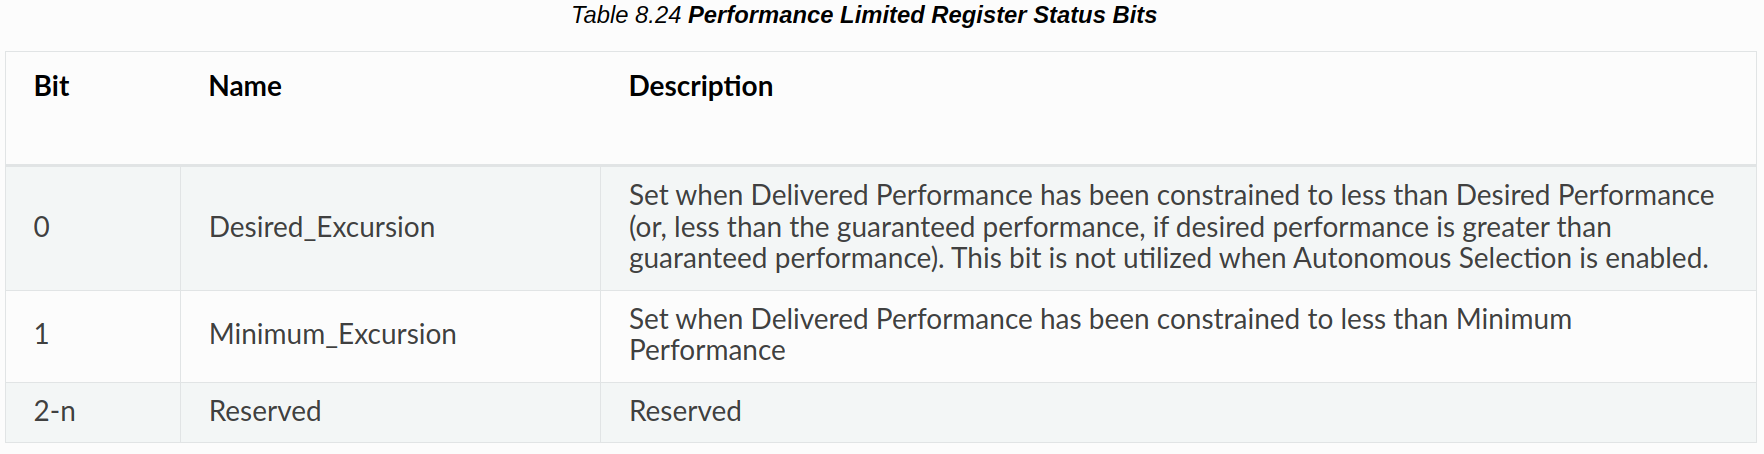 Table 8.24 Performance Limited Register Status Bits
Bit Name Description
0 Desired_Excursion Set when Delivered Performance has been constrained to less than Desired Performance
(or, less than the guaranteed performance, if desired performance is greater than
guaranteed performance). This bit is not utilized when Autonomous Selection is enabled.
1 Minimum_Excursion Set when Delivered Performance has been constrained to less than Minimum
Performance
2-n Reserved Reserved